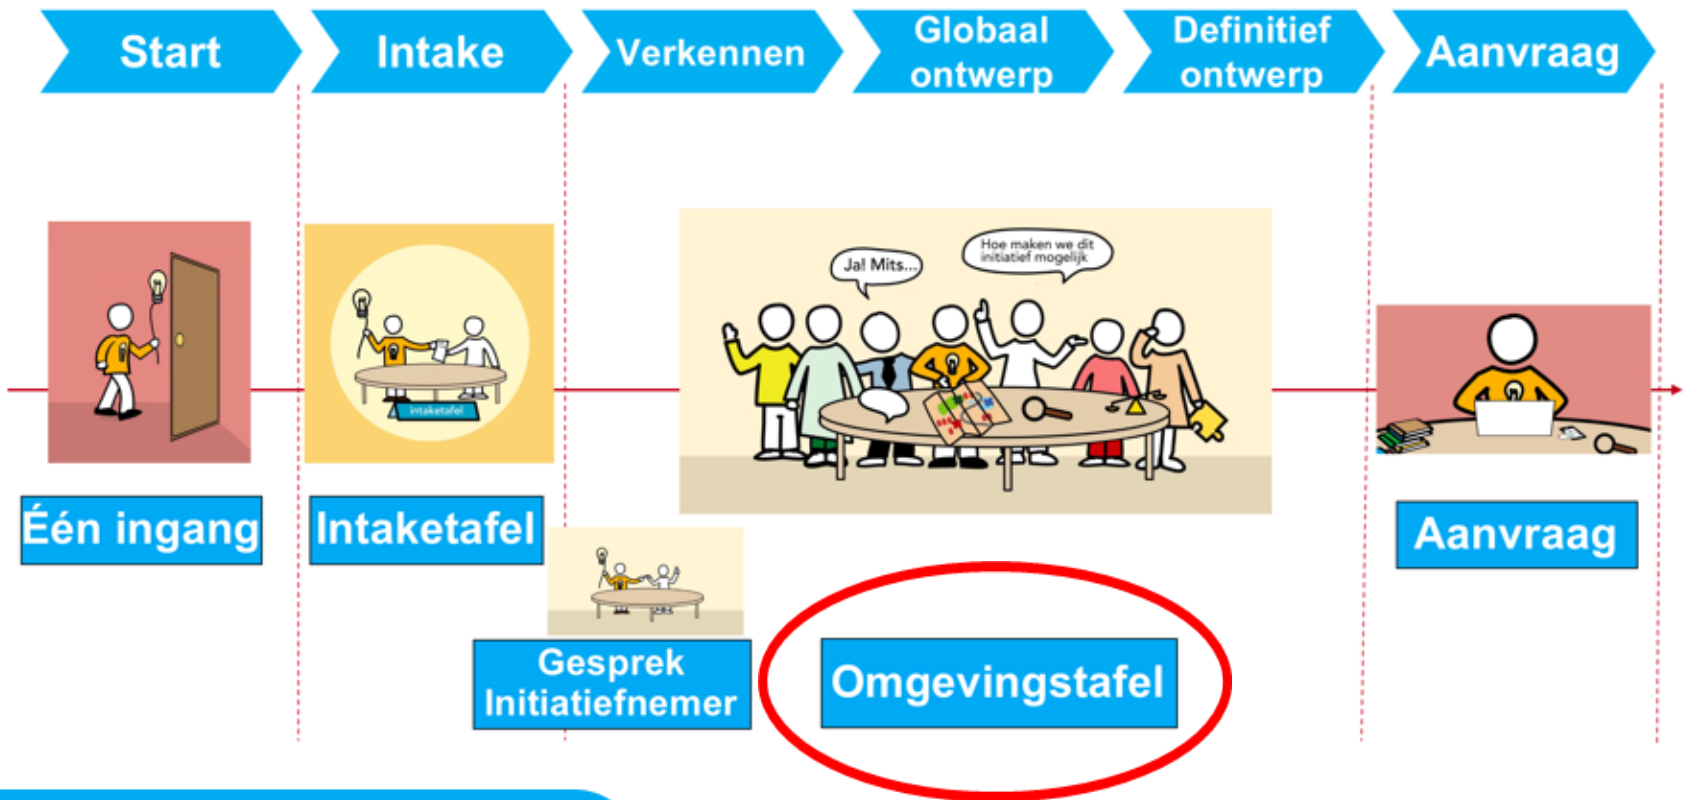 Start
Intake
Verkennen
Globaal
ontwerp
Definitief
ontwerp
Aanvraag
Ja! Mits...
Hoe maken we dit
initiatief mogelijk
intaketafel
Één ingang
Intaketafel
Aanvraag
Gesprek
Initiatiefnemer
Omgevingstafel